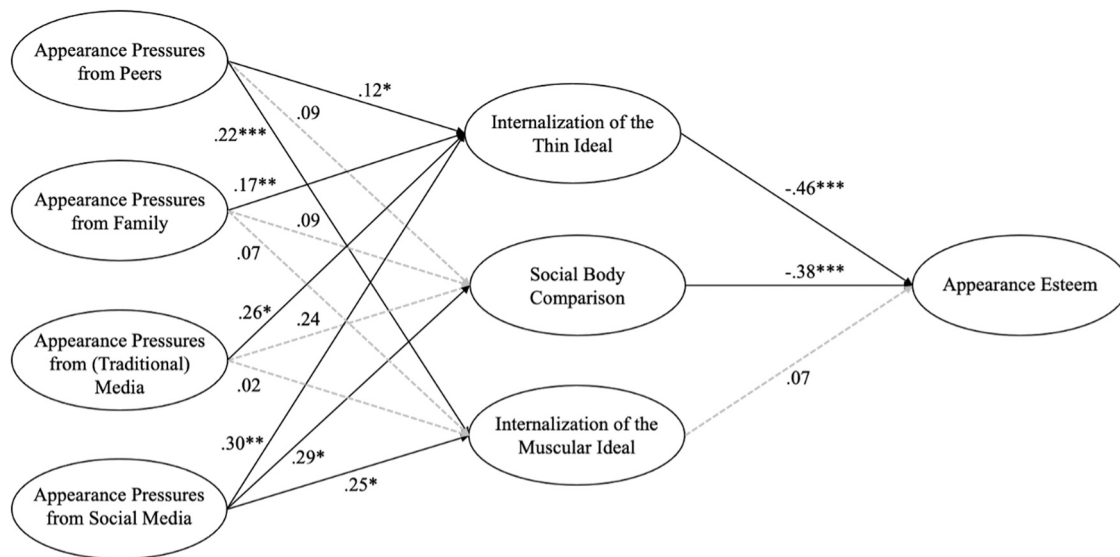 Appearance Pressures
from Peers
.12*
.09
.22***
Internalization of the
Thin Ideal
Appearance Pressures
from Family
.17**
.09
.07
-.46***
Social Body
Comparison
-.38***
Appearance Esteem
Appearance Pressures
from (Traditional)
Media
.26*
.24
.02
.07
Internalization of the
Muscular Ideal
Appearance Pressures
from Social Media
.30**
.29*
.25*